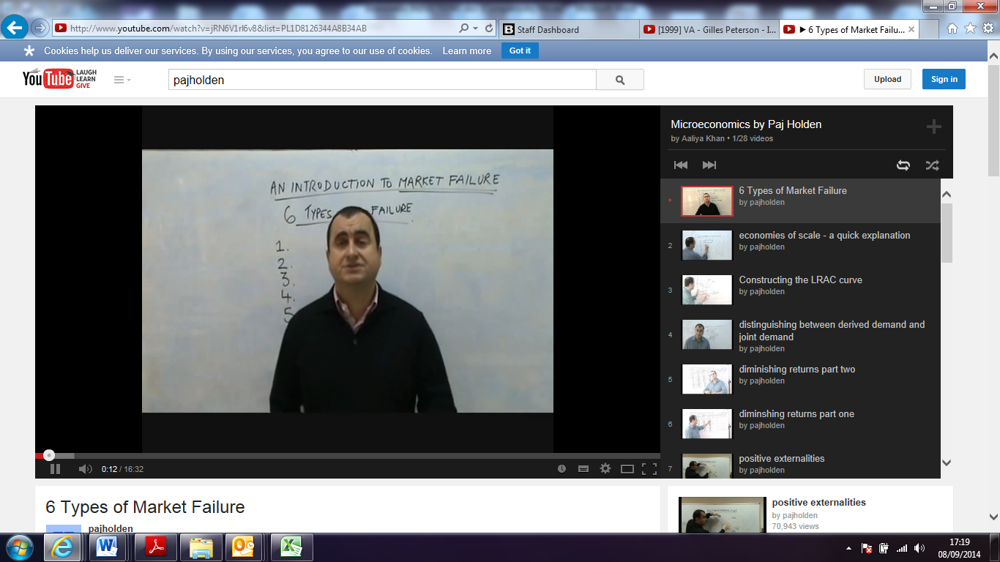 http://www.youtube.com/watch?v=jRN6V1rl6v8&list=PL1D8126344A8B34AB
Staff Dashboard
[1999] VA - Gilles Peterson - I...
► 6 Types of Market Failu...
Cookies help us deliver our services. By using our services, you agree to our use of cookies. Learn more Got it
YouTube LAUGH LEARN GIVE
pajholden
Upload
Sign in
AN INTRODUCTION TO MARKET FAILURE
6 TYPES FAILURE
1.
2.
3.
4.
5
0:12 / 16:32
Microeconomics by Paj Holden
by Aaliya Khan • 1/28 videos
6 Types of Market Failure
by pajholden
2 economies of scale - a quick explanation
by pajholden
3 Constructing the LRAC curve
by pajholden
4 distinguishing between derived demand and
joint demand
by pajholden
5 diminishing returns part two
by pajholden
6 diminshing returns part one
by pajholden
7 positive externalities
by pajholden
6 Types of Market Failure
pajholden
positive externalities
by pajholden
70,943 views
17:19
08/09/2014